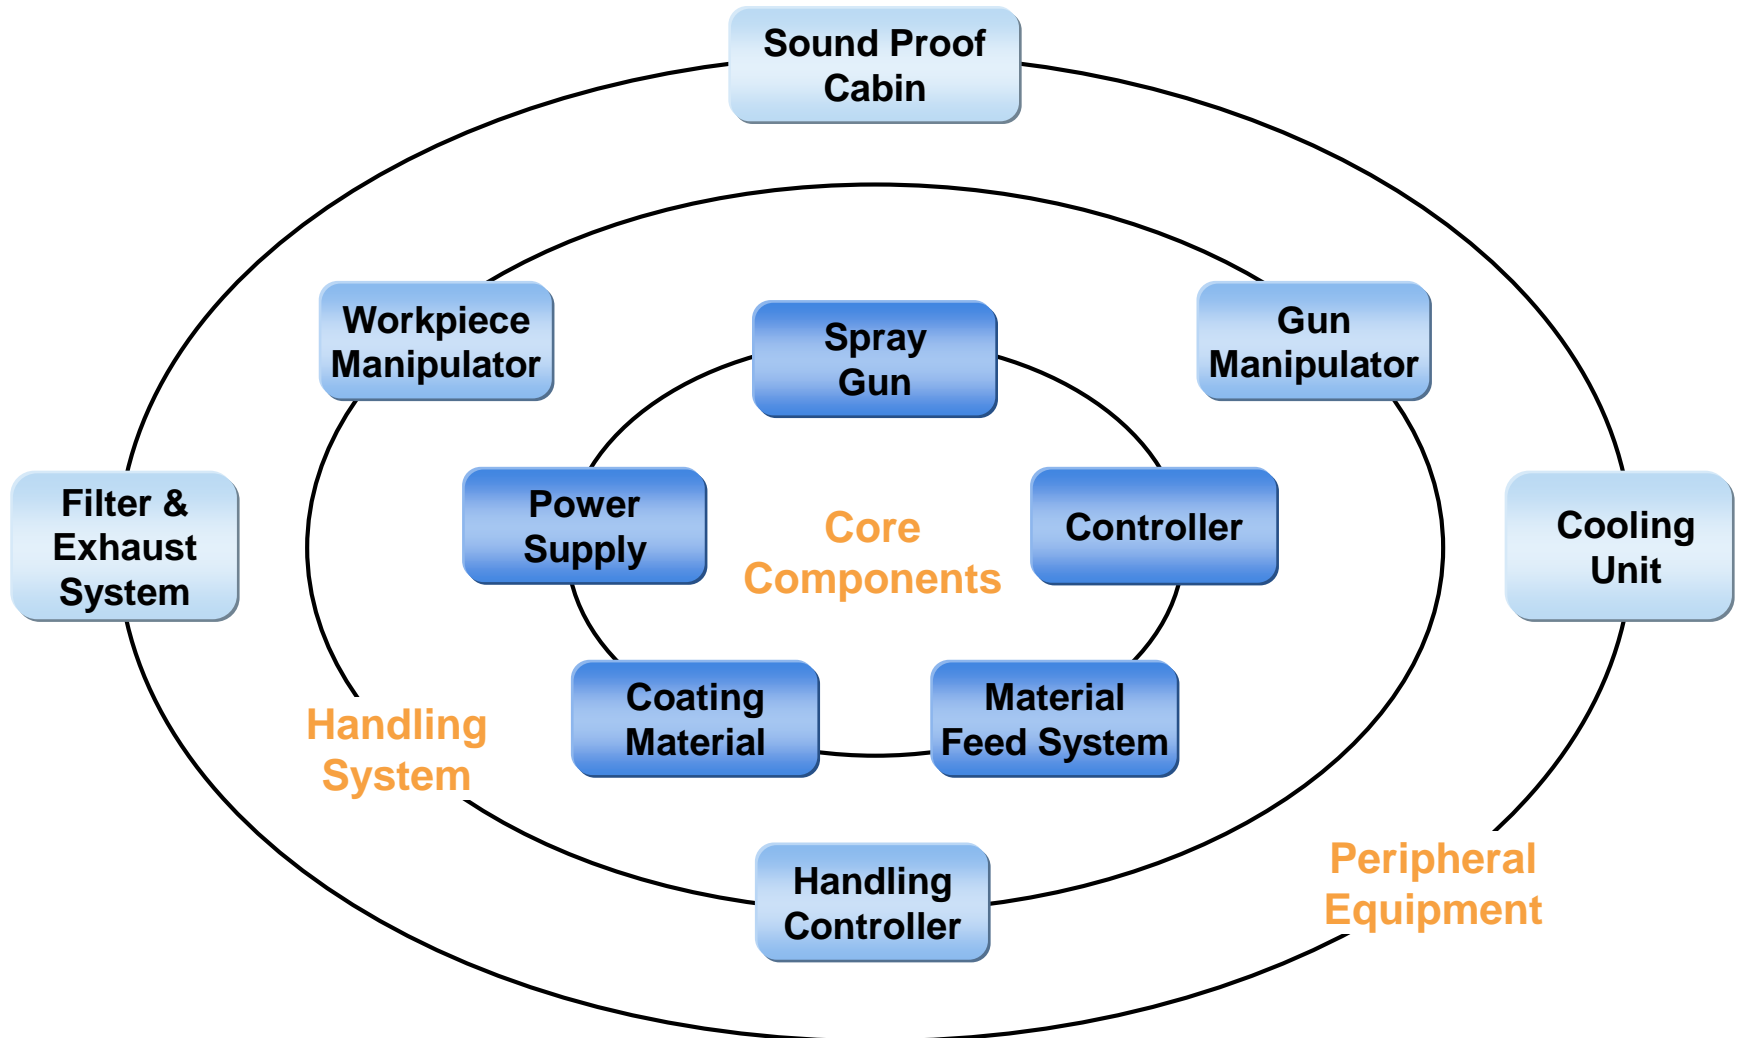 Sound Proof
Cabin
Workpiece
Manipulator
Spray
Gun
Gun
Manipulator
Filter &
Exhaust
System
Power
Supply
Core
Components
Controller
Cooling
Unit
Coating
Material
Material
Feed System
Handling
System
Handling
Controller
Peripheral
Equipment